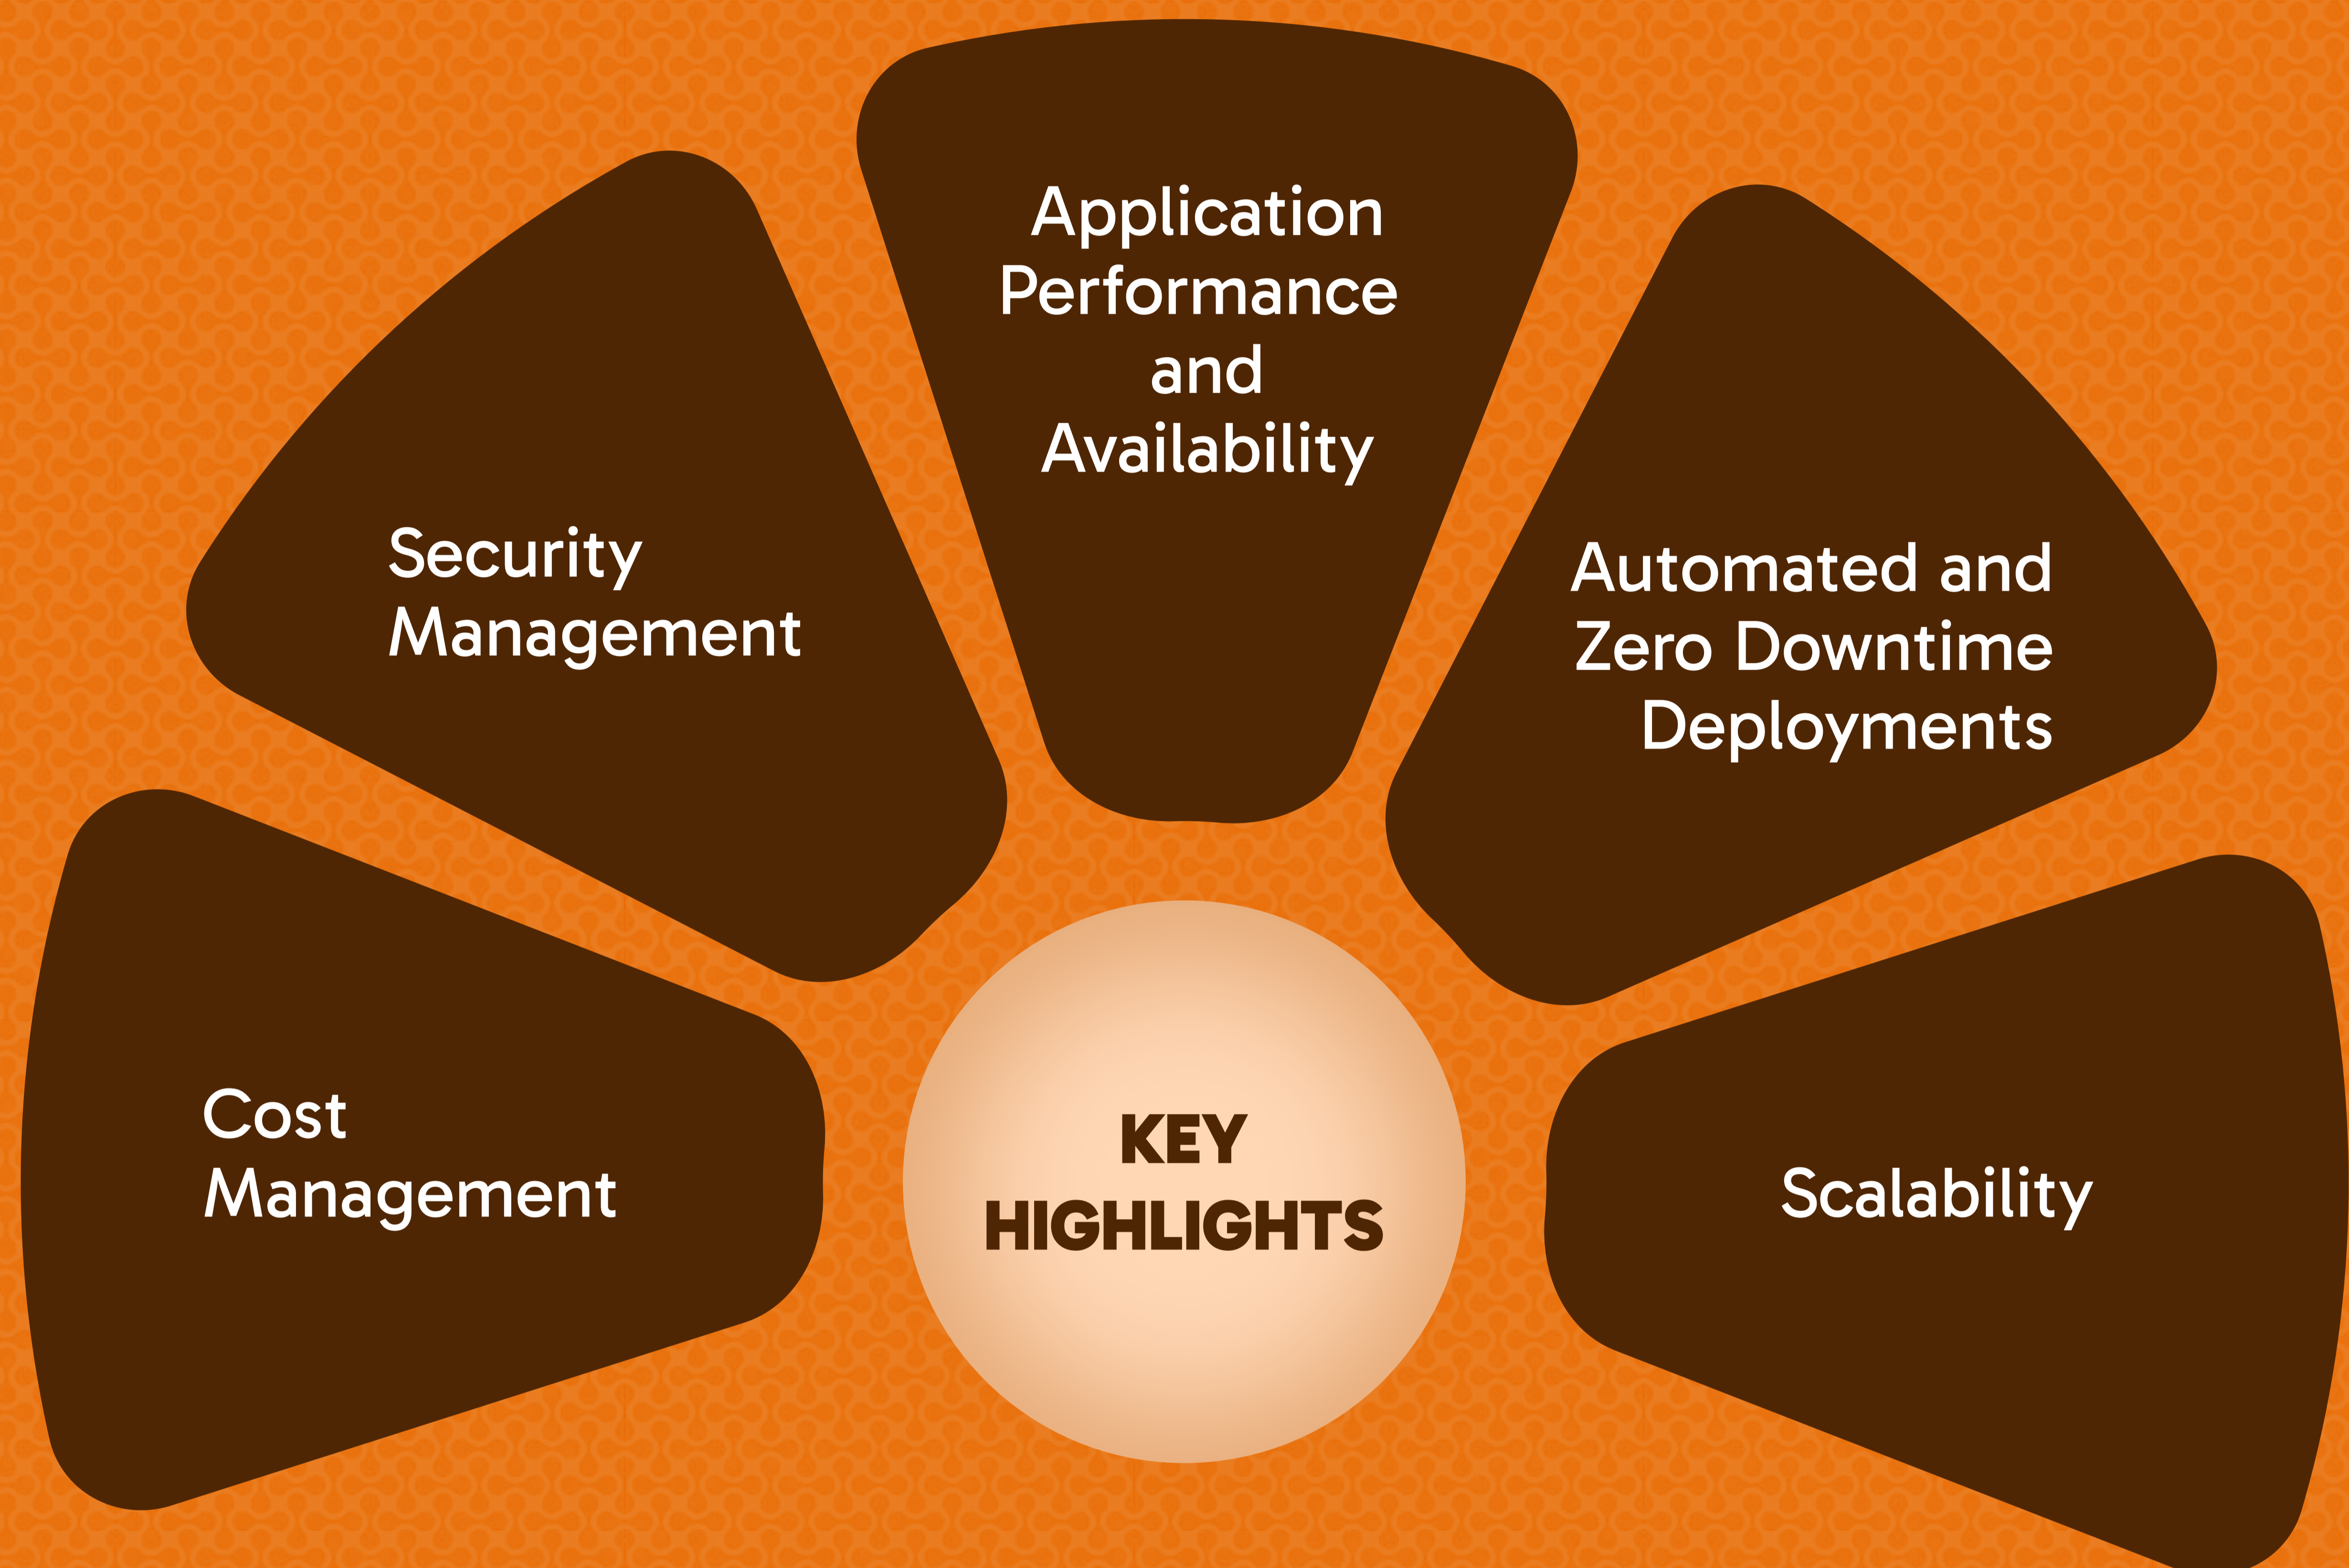 Application
Performance
and
Availability
Security
Management
Automated and
Zero Downtime
Deployments
Cost
Management
KEY
HIGHLIGHTS
Scalability